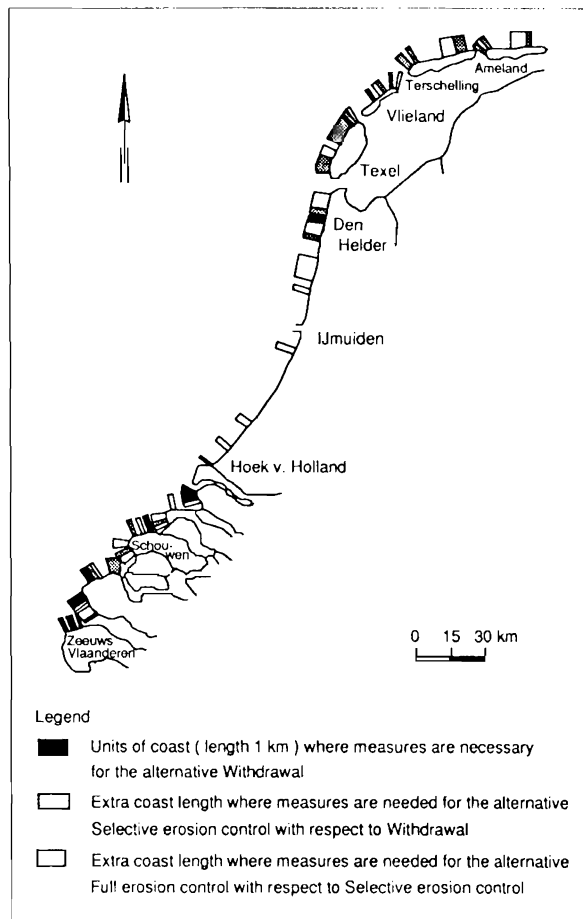 Ameland
Terschelling
Vlieland
Texel
Den
Helder
IJmuiden
Hoek v. Holland
Schou-
wen
Zeeuws
Vlaanderen
0 15 30 km
Legend
Units of coast ( length 1 km ) where measures are necessary
for the alternative Withdrawal
Extra coast length where measures are needed for the alternative
Selective erosion control with respect to Withdrawal
Extra coast length where measures are needed for the alternative
Full erosion control with respect to Selective erosion control